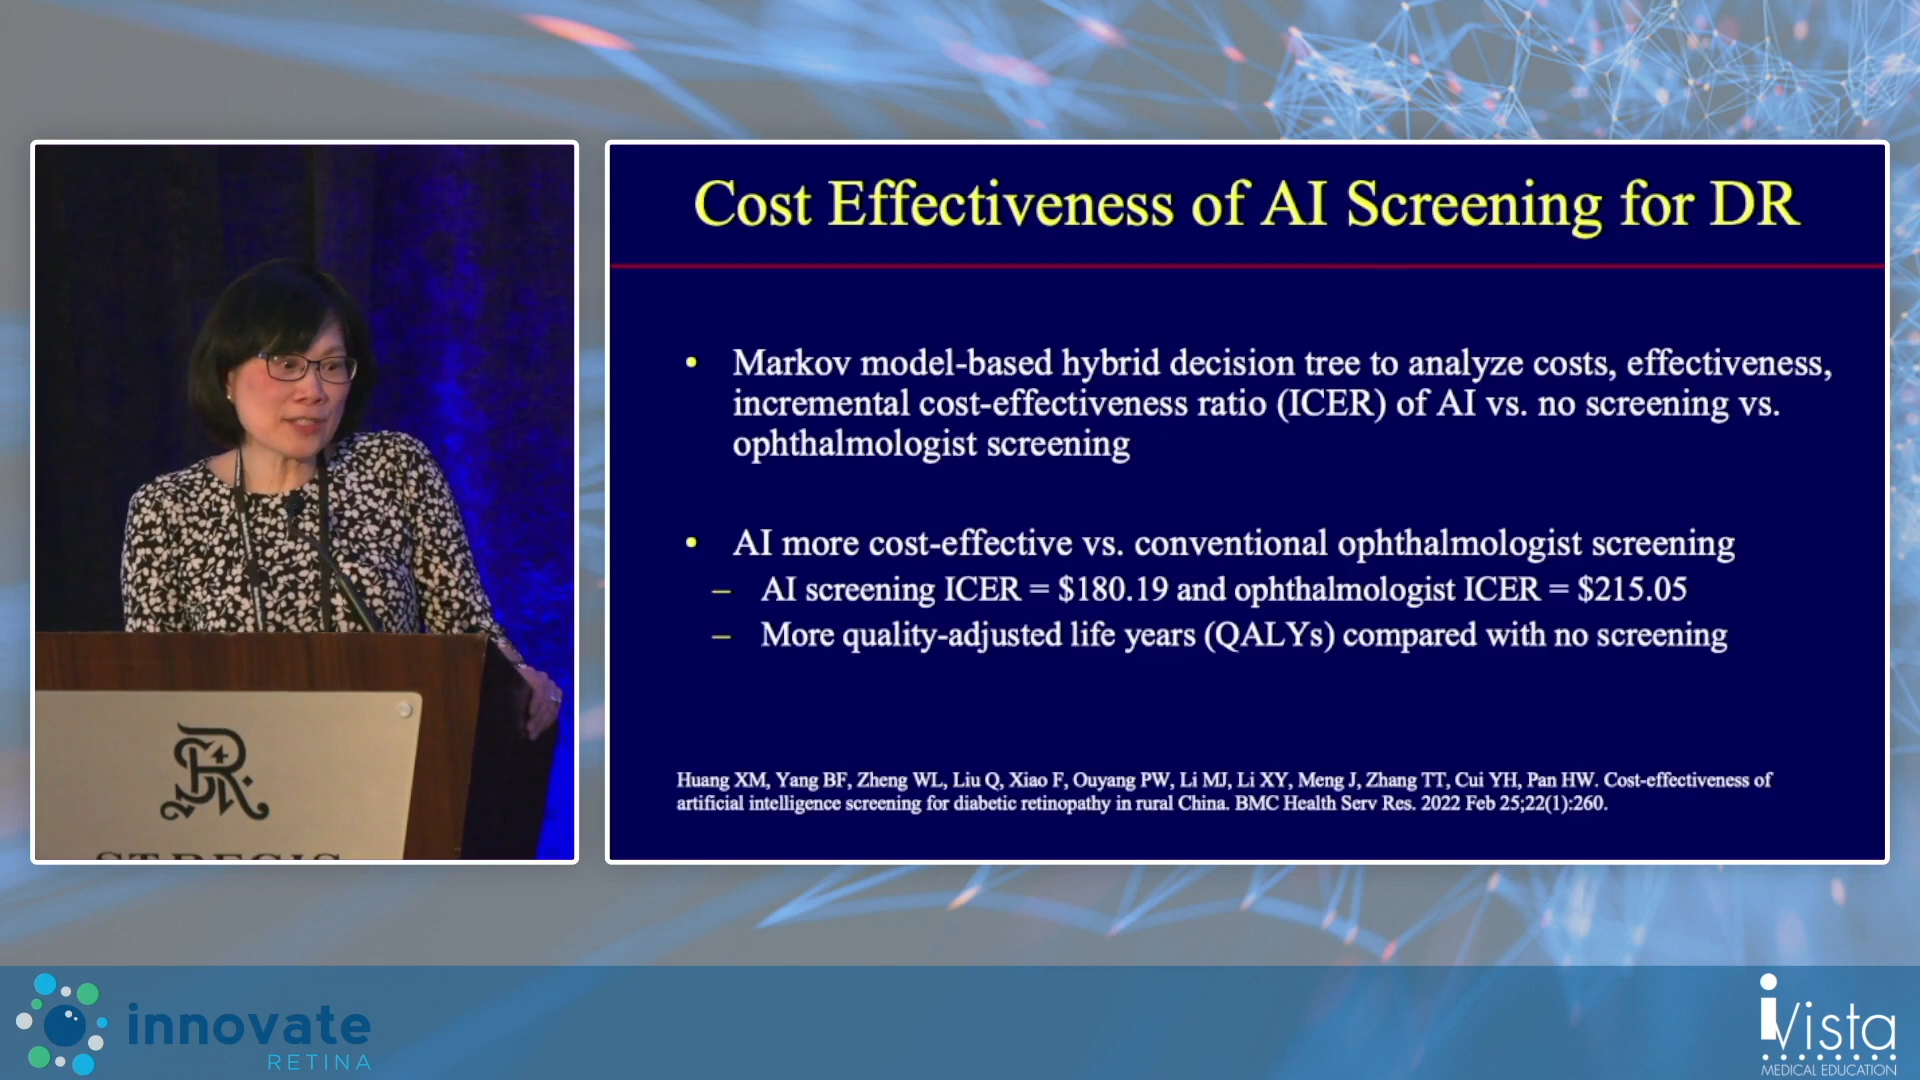 Cost Effectiveness of AI Screening for DR
• Markov model-based hybrid decision tree to analyze costs, effectiveness,
incremental cost-effectiveness ratio (ICER) of AI vs. no screening vs.
ophthalmologist screening
• AI more cost-effective vs. conventional ophthalmologist screening
– AI screening ICER = $180.19 and ophthalmologist ICER = $215.05
– More quality-adjusted life years (QALYs) compared with no screening
Huang XM, Yang BF, Zheng WL, Liu Q, Xiao F, Ouyang PW, Li MJ, Li XY, Meng J, Zhang TT, Cui YH, Pan HW. Cost-effectiveness of
artificial intelligence screening for diabetic retinopathy in rural China. BMC Health Serv Res. 2022 Feb 25;22(1):260.
ST REGIS
innovate
RETINA
iVista
MEDICAL EDUCATION